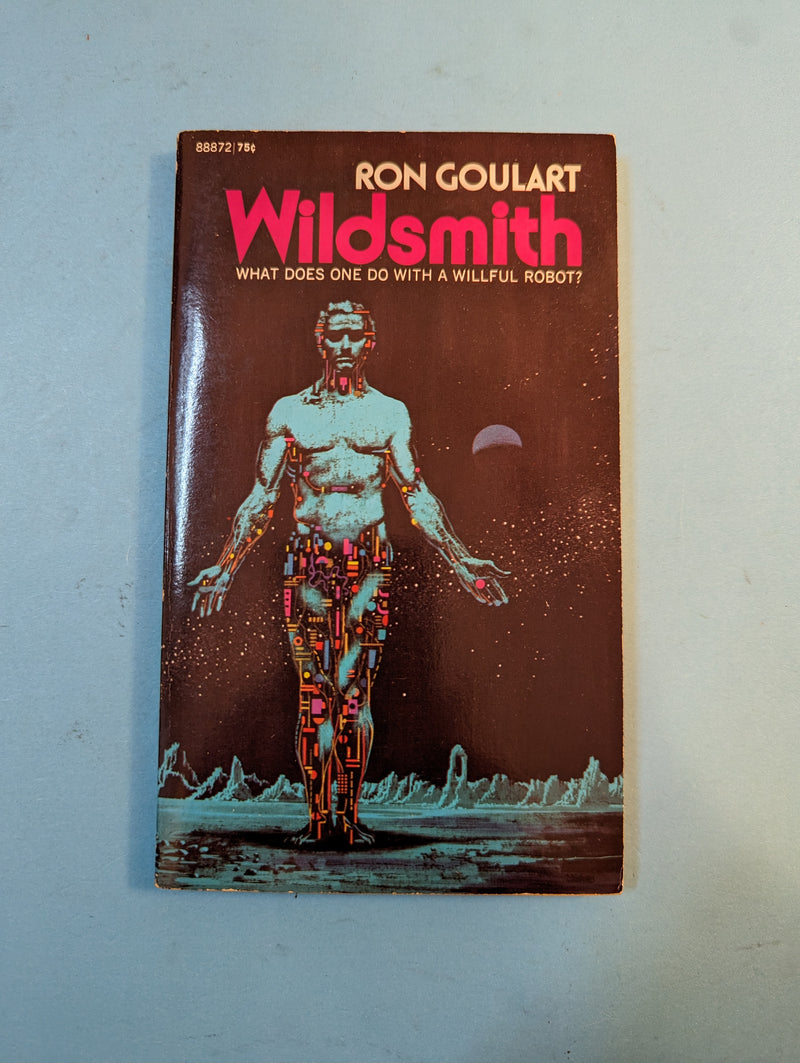 88872 | 75¢
RON GOULART
Wildsmith
WHAT DOES ONE DO WITH A WILLFUL ROBOT?